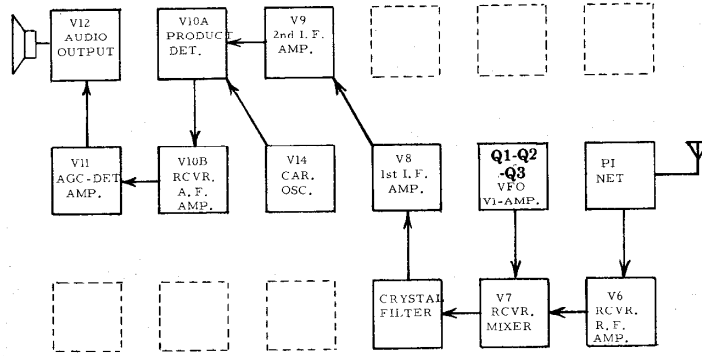 V12
AUDIO
OUTPUT
V10A
PRODUCT
DET.
V9
2nd I. F.
AMP.
V11
AGC-DET
AMP.
V10B
RCVR.
A. F.
AMP.
V14
CAR.
OSC.
V8
1st I. F.
AMP.
Q1-Q2
-Q3
VFO
V1-AMP.
PI
NET
CRYSTAL
FILTER
V7
RCVR.
MIXER
V6
RCVR.
R. F.
AMP.